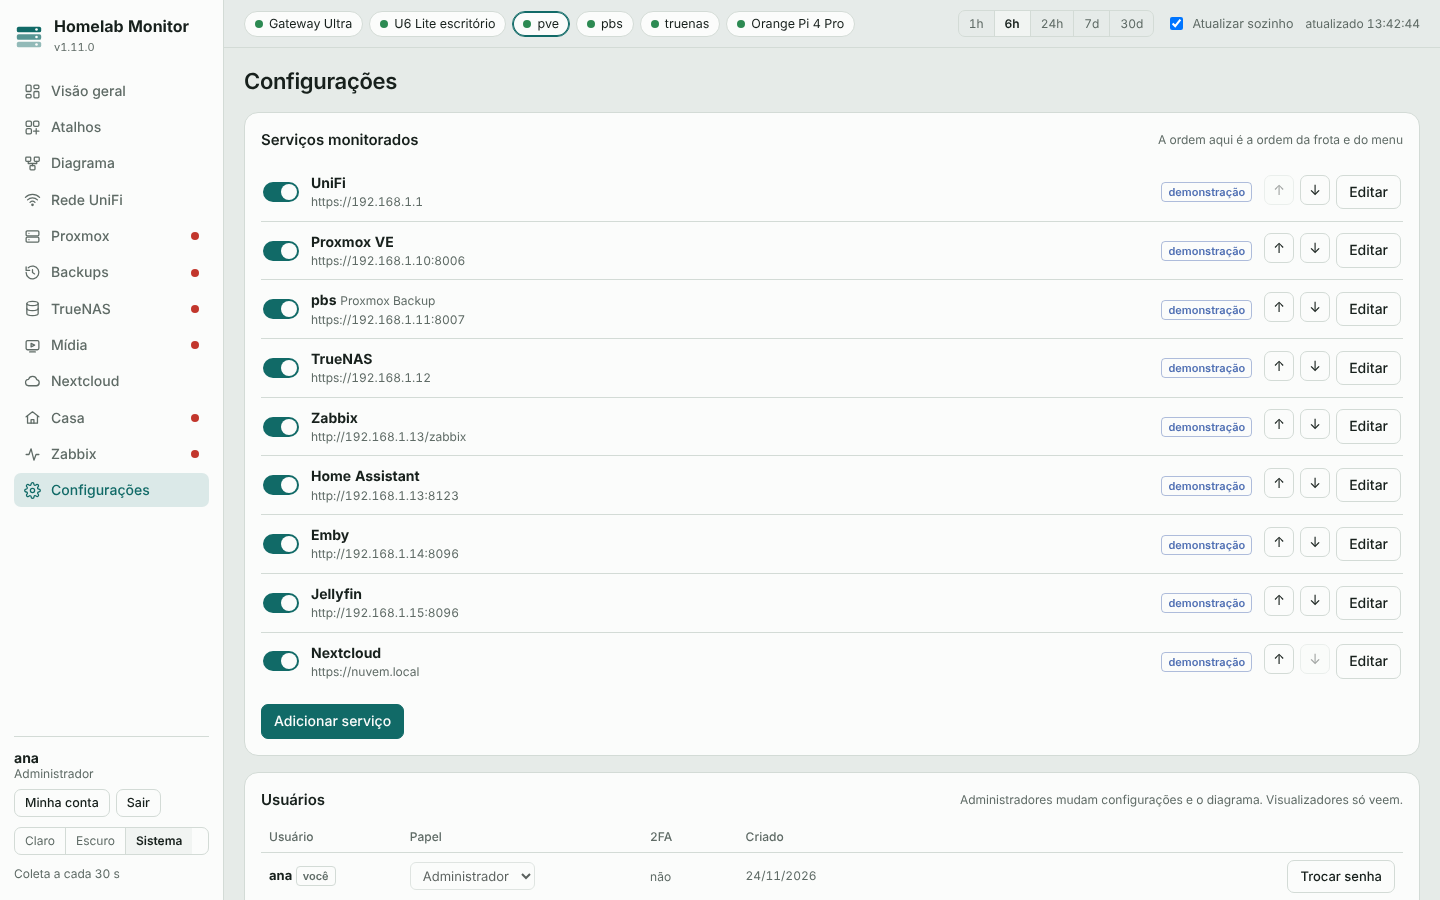 Homelab Monitor
v1.11.0
Visão geral
Atalhos
Diagrama
Rede UniFi
Proxmox
Backups
TrueNAS
Mídia
Nextcloud
Casa
Zabbix
Configurações
ana
Administrador
Minha conta
Sair
Claro
Escuro
Sistema
Coleta a cada 30 s
Gateway Ultra
U6 Lite escritório
pve
pbs
truenas
Orange Pi 4 Pro
1h
6h
24h
7d
30d
Atualizar sozinho
atualizado 13:42:44
Configurações
Serviços monitorados
A ordem aqui é a ordem da frota e do menu
UniFi
https://192.168.1.1
demonstração
↑
↓
Editar
Proxmox VE
https://192.168.1.10:8006
demonstração
↑
↓
Editar
pbs Proxmox Backup
https://192.168.1.11:8007
demonstração
↑
↓
Editar
TrueNAS
https://192.168.1.12
demonstração
↑
↓
Editar
Zabbix
http://192.168.1.13/zabbix
demonstração
↑
↓
Editar
Home Assistant
http://192.168.1.13:8123
demonstração
↑
↓
Editar
Emby
http://192.168.1.14:8096
demonstração
↑
↓
Editar
Jellyfin
http://192.168.1.15:8096
demonstração
↑
↓
Editar
Nextcloud
https://nuvem.local
demonstração
↑
↓
Editar
Adicionar serviço
Usuários
Administradores mudam configurações e o diagrama. Visualizadores só veem.
Usuário
Papel
2FA
Criado
ana você
Administrador
não
24/11/2026
Trocar senha